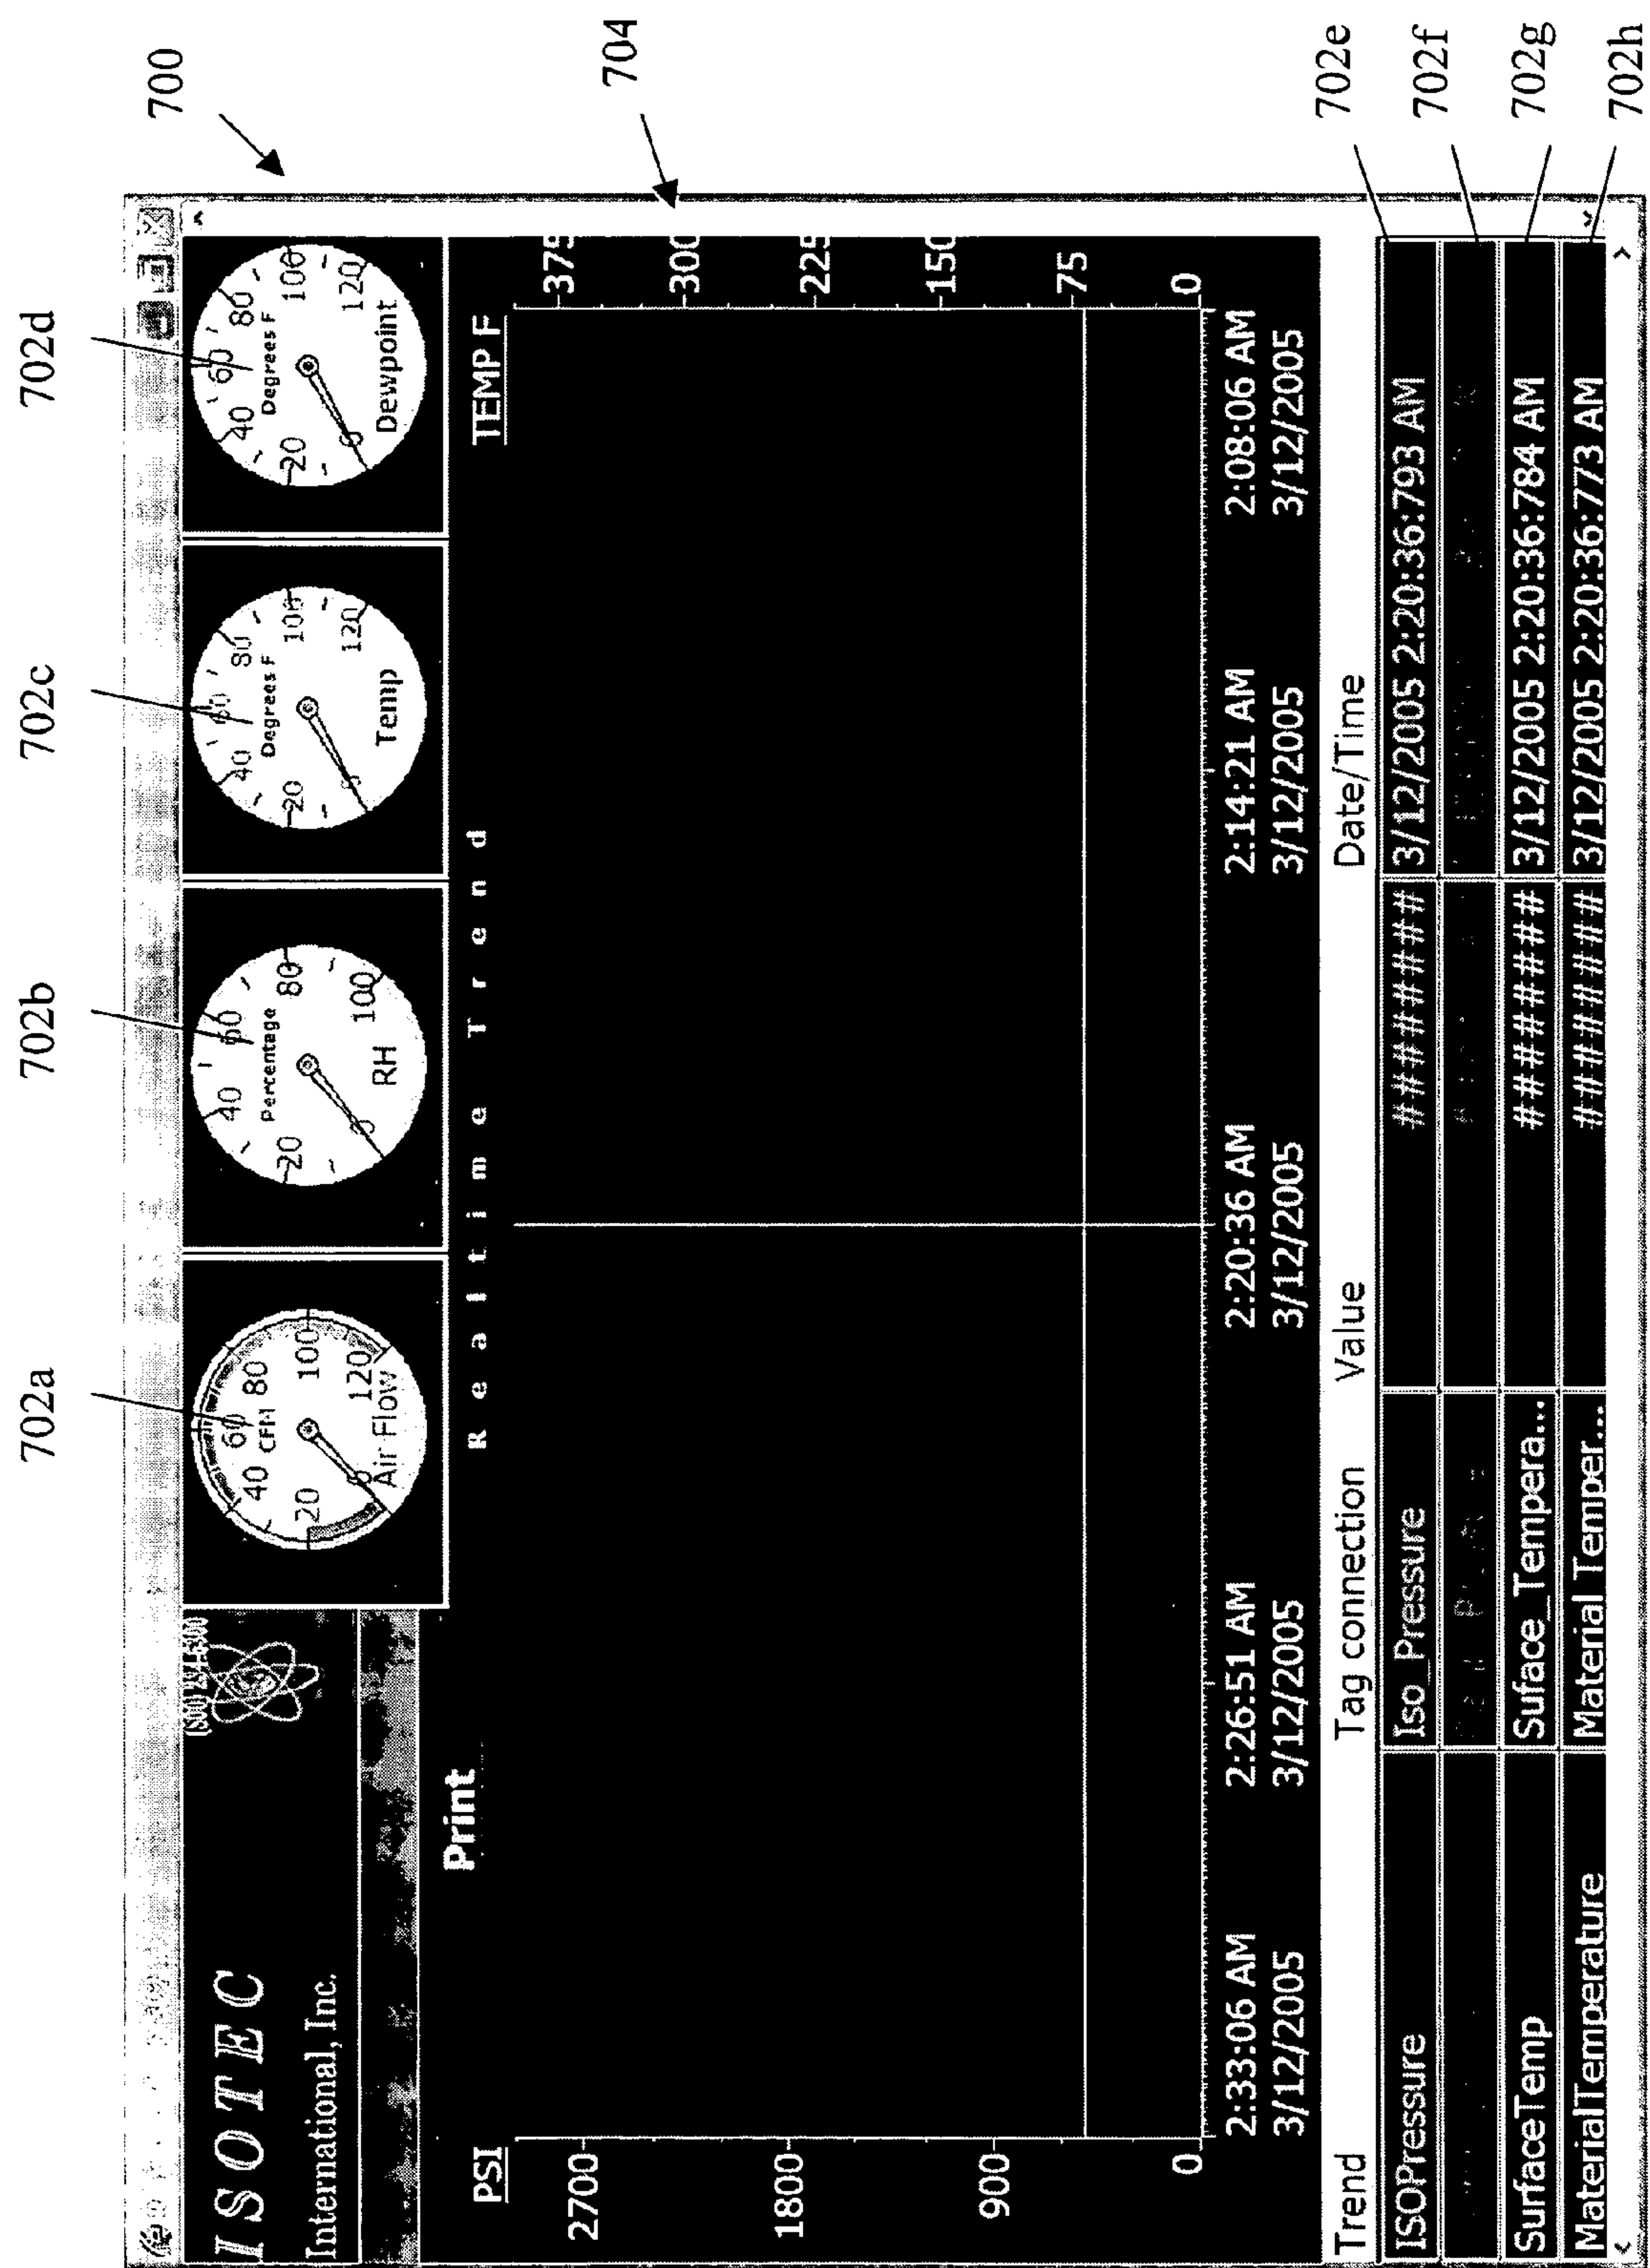 700
704
702a
702b
702c
702d
702e
702f
702g
702h
ISOTEC
International, Inc.
Print
20
40
60
80
100
120
CFM
Air Flow
20
40
60
80
100
Percentage
RH
0
20
40
60
80
100
120
Degrees F
Temp
0
20
40
60
80
100
120
Degrees F
Dewpoint
Realtime Trend
PSI
TEMP F
2700
1800
900
0
375
300
225
150
75
0
2:33:06 AM 2:26:51 AM 2:20:36 AM 2:14:21 AM 2:08:06 AM
3/12/2005 3/12/2005 3/12/2005 3/12/2005 3/12/2005
Trend Tag connection Value Date/Time
ISOPressure Iso_Pressure ####### 3/12/2005 2:20:36:793 AM
SurfaceTemp Suface_Tempera... ####### 3/12/2005 2:20:36:784 AM
MaterialTemperature Material_Temper... ####### 3/12/2005 2:20:36:773 AM